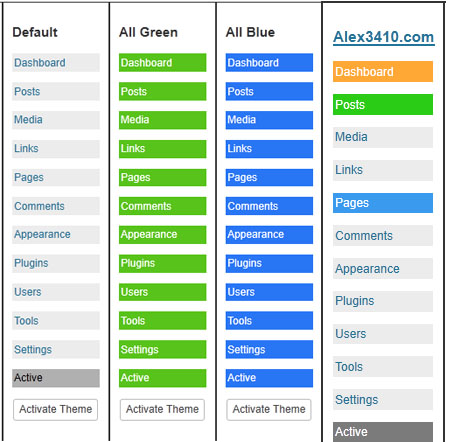 Default
Dashboard
Posts
Media
Links
Pages
Comments
Appearance
Plugins
Users
Tools
Settings
Active
Activate Theme
All Green
Dashboard
Posts
Media
Links
Pages
Comments
Appearance
Plugins
Users
Tools
Settings
Active
Activate Theme
All Blue
Dashboard
Posts
Media
Links
Pages
Comments
Appearance
Plugins
Users
Tools
Settings
Active
Activate Theme
Alex3410.com
Dashboard
Posts
Media
Links
Pages
Comments
Appearance
Plugins
Users
Tools
Settings
Active